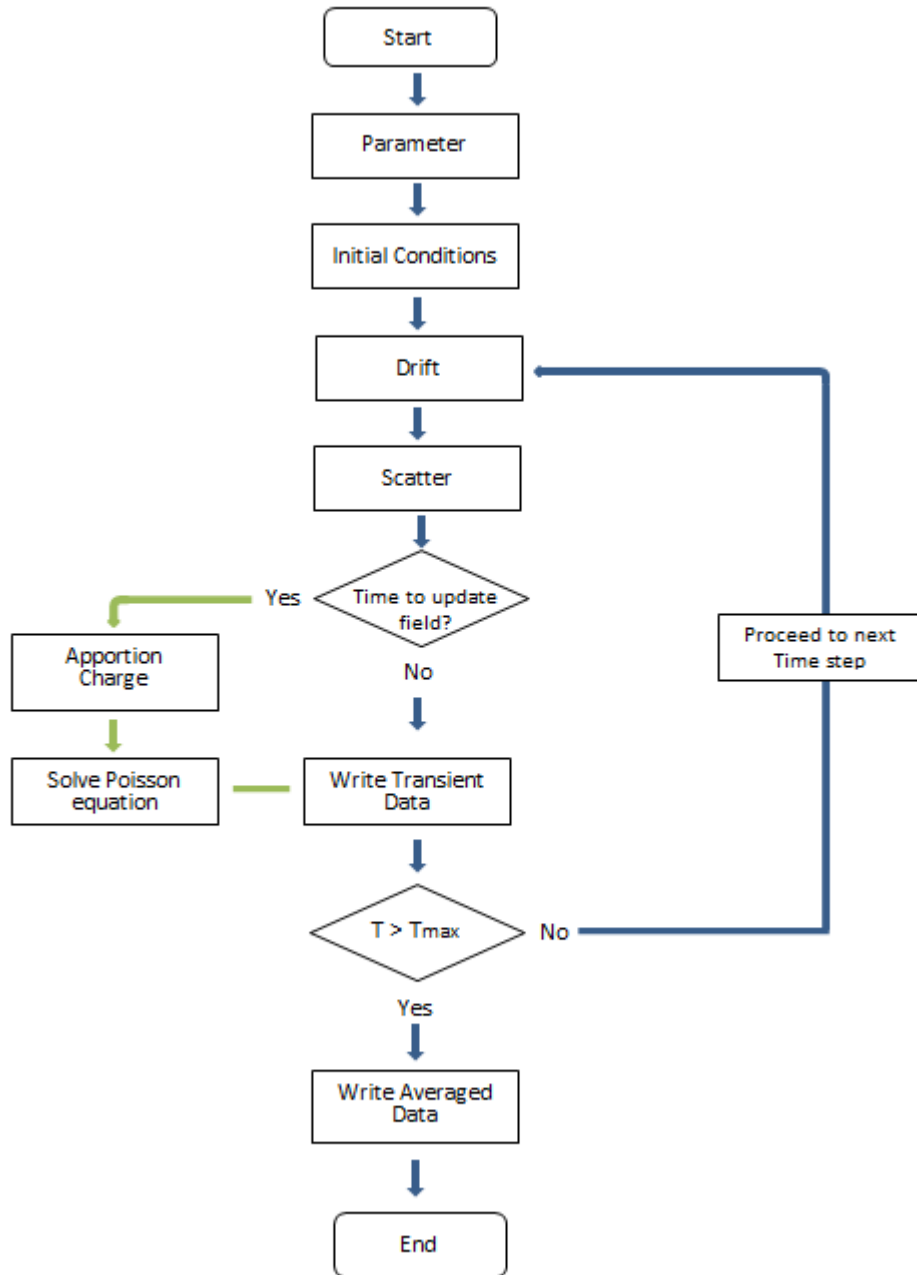 Start
Parameter
Initial Conditions
Drift
Scatter
Yes
Time to update
field?
Proceed to next
Time step
Apportion
Charge
No
Solve Poisson
equation
Write Transient
Data
T > Tmax
No
Yes
Write Averaged
Data
End